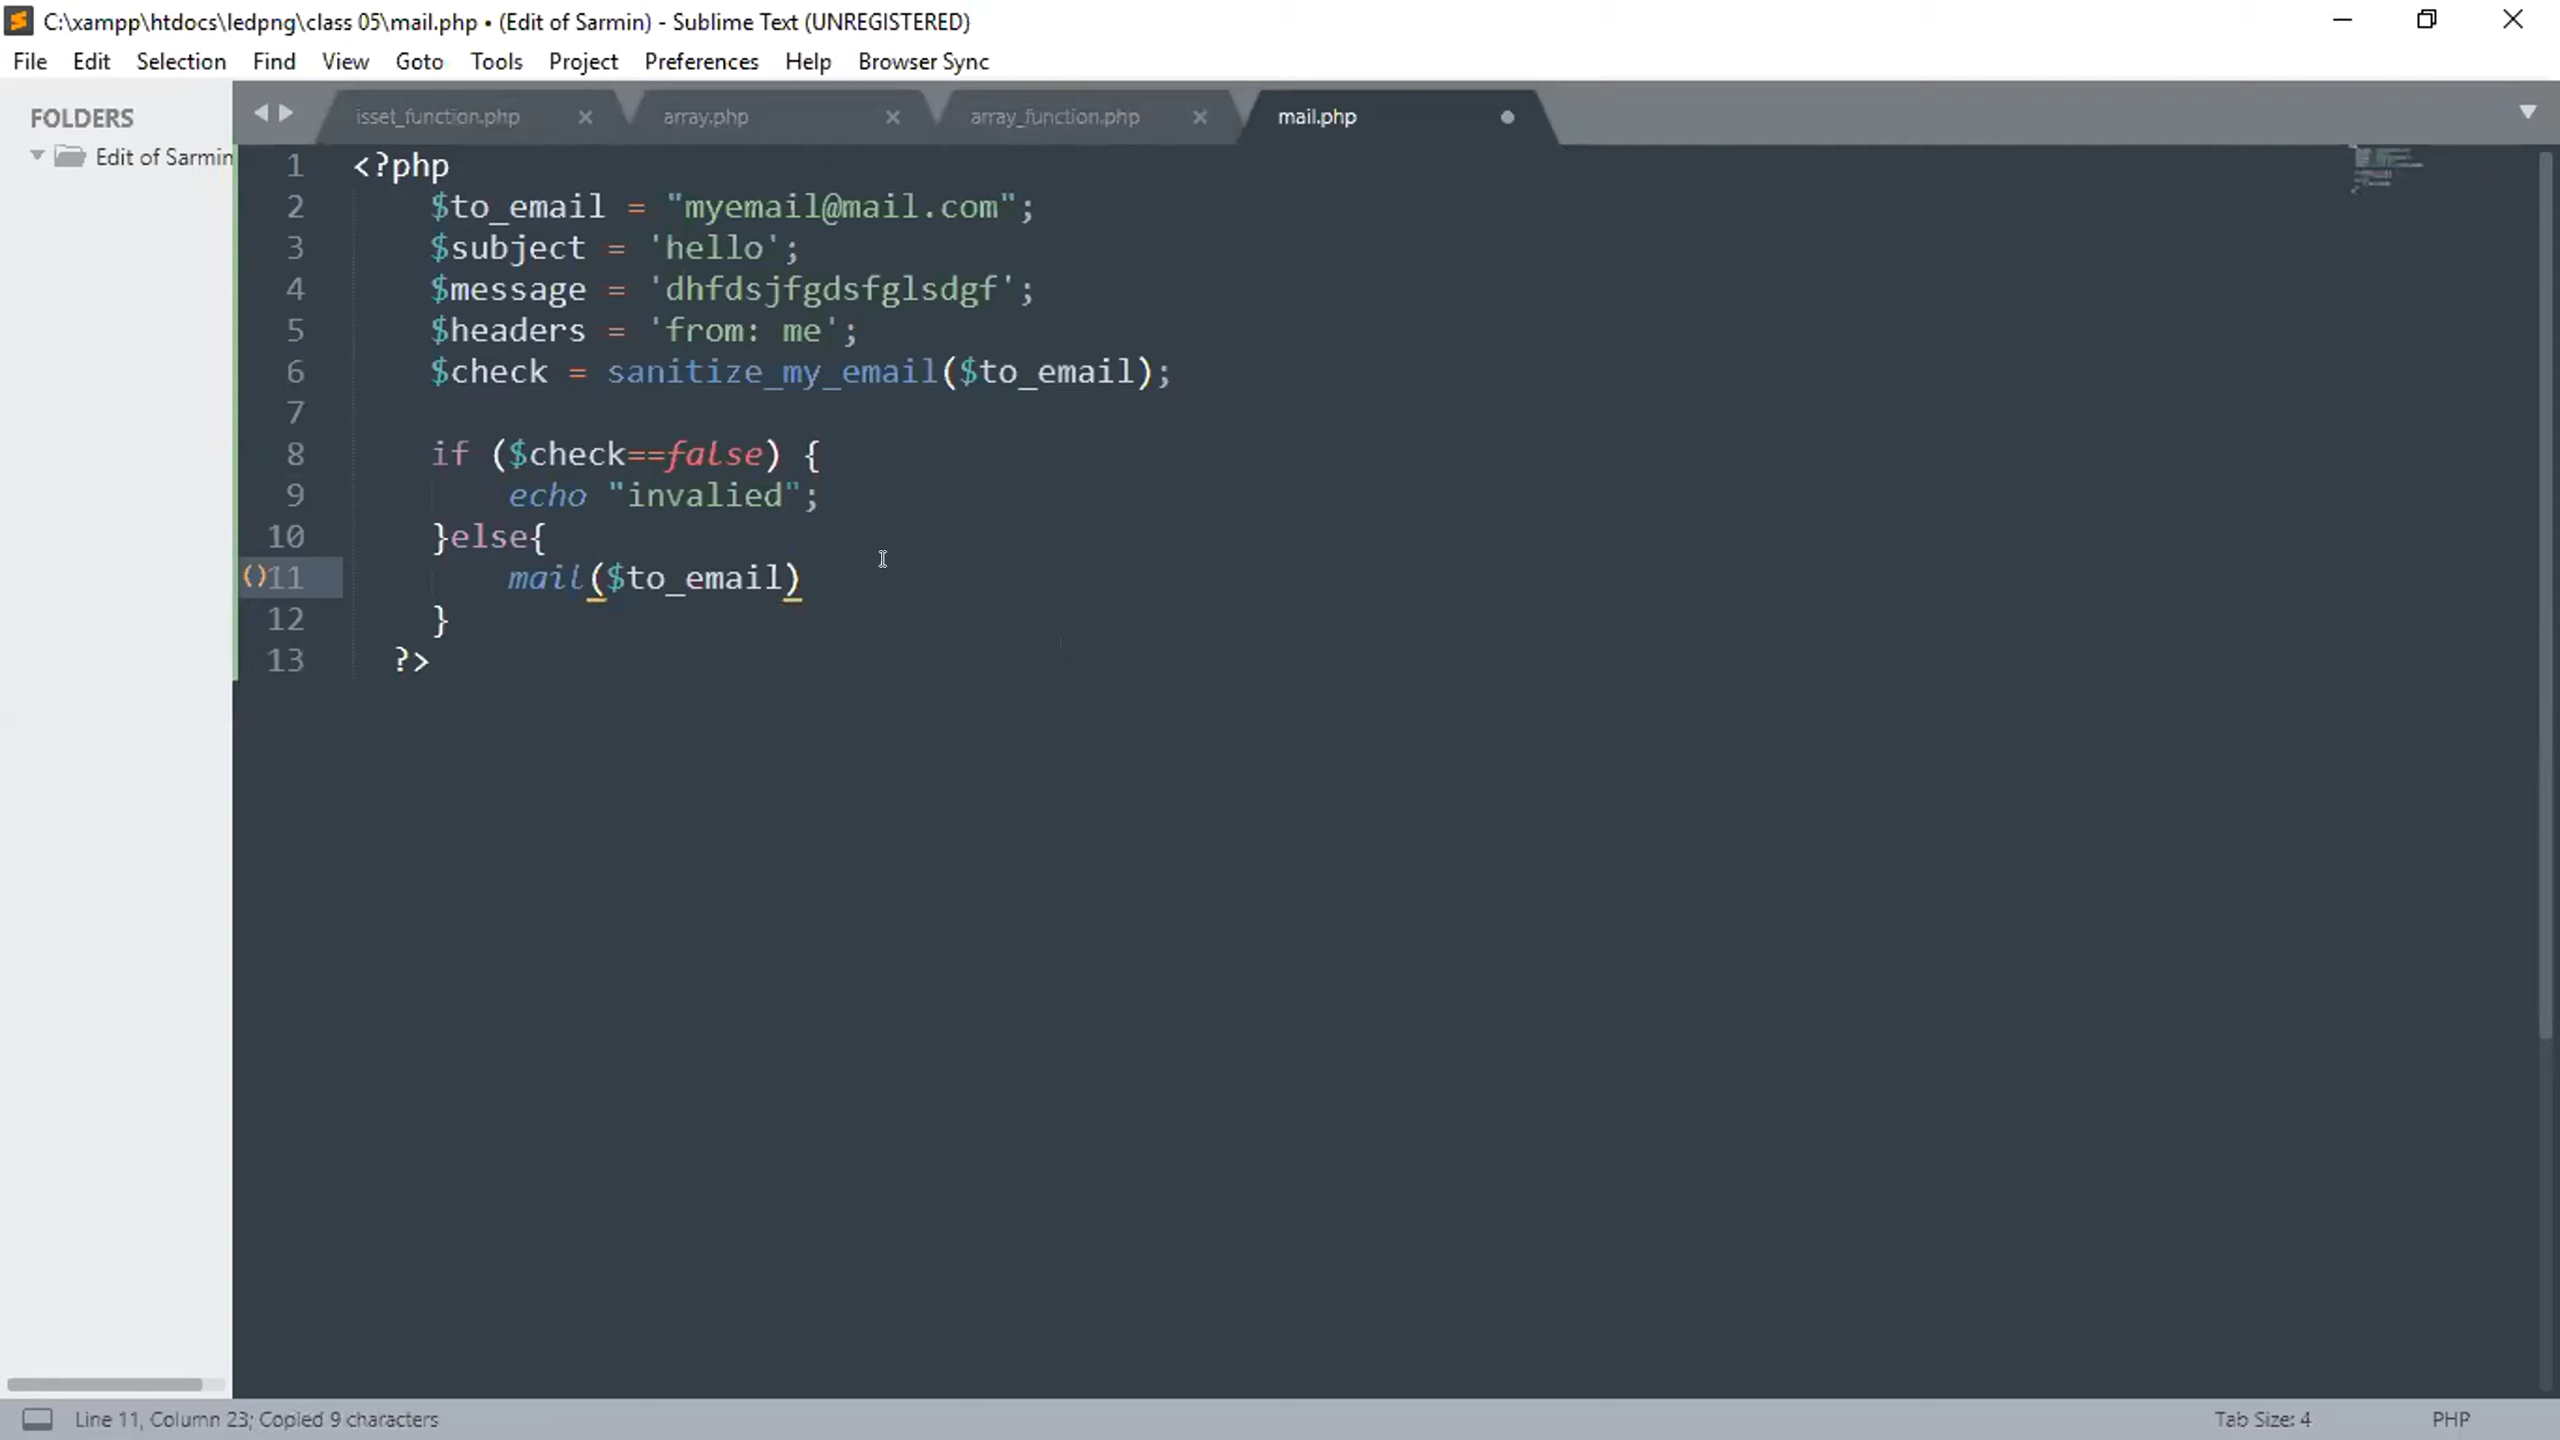 C:\xampp\htdocs\ledpng\class 05\mail.php • (Edit of Sarmin) - Sublime Text (UNREGISTERED)
File Edit Selection Find View Goto Tools Project Preferences Help Browser Sync
FOLDERS
Edit of Sarmin
isset_function.php array.php array_function.php mail.php
1 <?php
2 $to_email = "myemail@mail.com";
3 $subject = 'hello';
4 $message = 'dhfdsjfgdsfglsdgf';
5 $headers = 'from: me';
6 $check = sanitize_my_email($to_email);
7
8 if ($check==false) {
9 echo "invalied";
10 }else{
()11 mail($to_email)
12 }
13 ?>
Line 11, Column 23; Copied 9 characters
Tab Size: 4 PHP